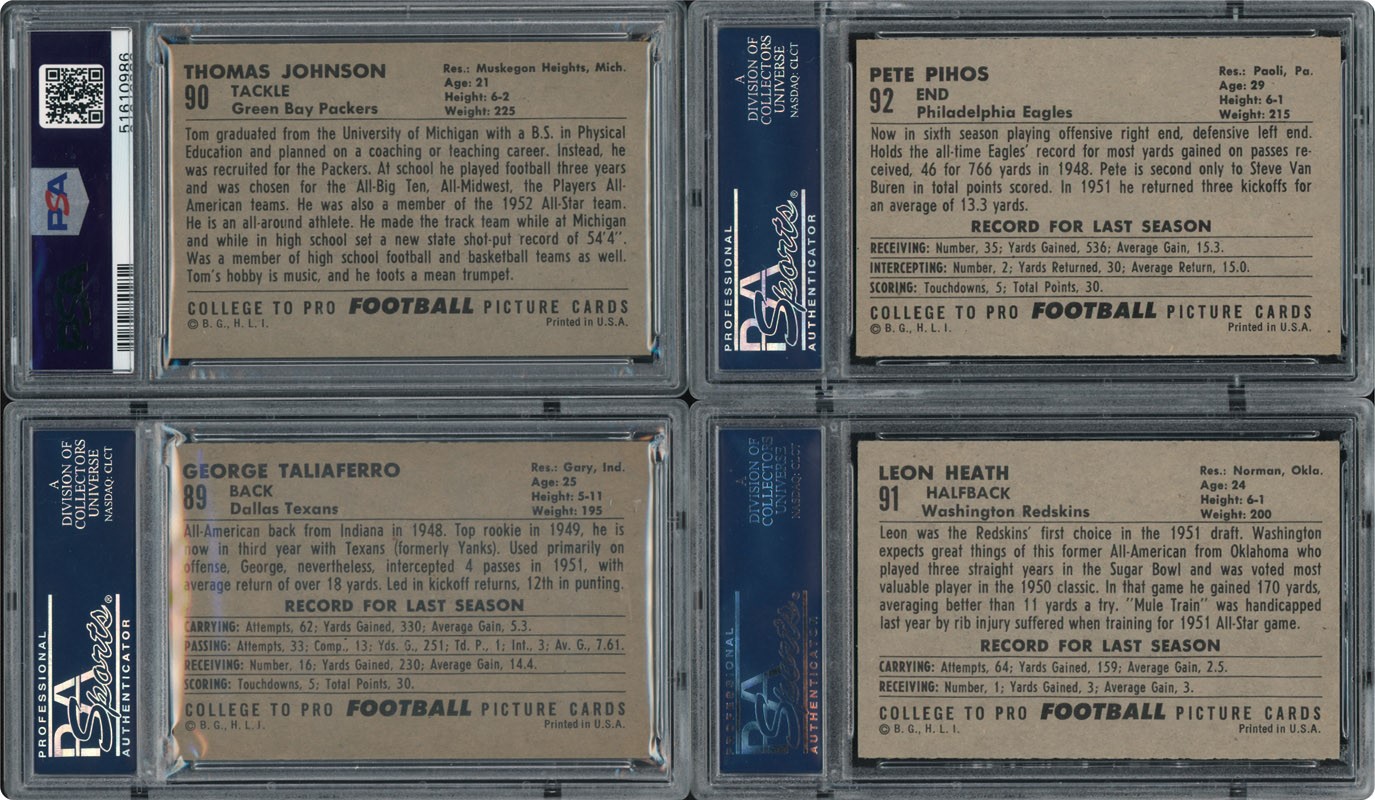 51610986
PSA
THOMAS JOHNSON
90 TACKLE
Green Bay Packers
Res.: Muskegon Heights, Mich.
Age: 21
Height: 6-2
Weight: 225
Tom graduated from the University of Michigan with a B.S. in Physical
Education and planned on a coaching or teaching career. Instead, he
was recruited for the Packers. At school he played football three years
and was chosen for the All-Big Ten, All-Midwest, the Players All-
American teams. He was also a member of the 1952 All-Star team.
He is an all-around athlete. He made the track team while at Michigan
and while in high school set a new state shot-put record of 54'4".
Was a member of high school football and basketball teams as well.
Tom's hobby is music, and he toots a mean trumpet.
COLLEGE TO PRO FOOTBALL PICTURE CARDS
© B. G., H. L. I. Printed in U.S.A.
A
DIVISION OF
COLLECTORS
UNIVERSE
NASDAQ: CLCT
PROFESSIONAL
PSA Sports®
AUTHENTICATOR
PETE PIHOS
92 END
Philadelphia Eagles
Res.: Paoli, Pa.
Age: 29
Height: 6-1
Weight: 215
Now in sixth season playing offensive right end, defensive left end.
Holds the all-time Eagles' record for most yards gained on passes re-
ceived, 46 for 766 yards in 1948. Pete is second only to Steve Van
Buren in total points scored. In 1951 he returned three kickoffs for
an average of 13.3 yards.
RECORD FOR LAST SEASON
RECEIVING: Number, 35; Yards Gained, 536; Average Gain, 15.3.
INTERCEPTING: Number, 2; Yards Returned, 30; Average Return, 15.0.
SCORING: Touchdowns, 5; Total Points, 30.
COLLEGE TO PRO FOOTBALL PICTURE CARDS
© B. G., H. L. I. Printed in U.S.A.
A
DIVISION OF
COLLECTORS
UNIVERSE
NASDAQ: CLCT
PROFESSIONAL
PSA Sports®
AUTHENTICATOR
GEORGE TALIAFERRO
89 BACK
Dallas Texans
Res.: Gary, Ind.
Age: 25
Height: 5-11
Weight: 195
All-American back from Indiana in 1948. Top rookie in 1949, he is
now in third year with Texans (formerly Yanks). Used primarily on
offense, George, nevertheless, intercepted 4 passes in 1951, with
average return of over 18 yards. Led in kickoff returns, 12th in punting.
RECORD FOR LAST SEASON
CARRYING: Attempts, 62; Yards Gained, 330; Average Gain, 5.3.
PASSING: Attempts, 33; Comp., 13; Yds. G., 251; Td. P., 1; Int., 3; Av. G., 7.61.
RECEIVING: Number, 16; Yards Gained, 230; Average Gain, 14.4.
SCORING: Touchdowns, 5; Total Points, 30.
COLLEGE TO PRO FOOTBALL PICTURE CARDS
© B. G., H. L. I. Printed in U.S.A.
A
DIVISION OF
COLLECTORS
UNIVERSE
NASDAQ: CLCT
PROFESSIONAL
PSA Sports®
AUTHENTICATOR
LEON HEATH
91 HALFBACK
Washington Redskins
Res.: Norman, Okla.
Age: 24
Height: 6-1
Weight: 200
Leon was the Redskins' first choice in the 1951 draft. Washington
expects great things of this former All-American from Oklahoma who
played three straight years in the Sugar Bowl and was voted most
valuable player in the 1950 classic. In that game he gained 170 yards,
averaging better than 11 yards a try. "Mule Train" was handicapped
last year by rib injury suffered when training for 1951 All-Star game.
RECORD FOR LAST SEASON
CARRYING: Attempts, 64; Yards Gained, 159; Average Gain, 2.5.
RECEIVING: Number, 1; Yards Gained, 3; Average Gain, 3.
COLLEGE TO PRO FOOTBALL PICTURE CARDS
© B. G., H. L. I. Printed in U.S.A.